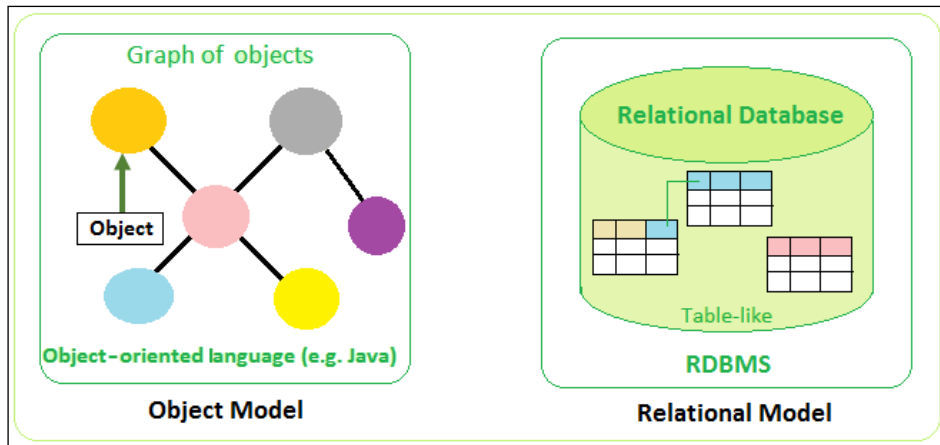 Graph of objects
Object
Object-oriented language (e.g. Java)
Object Model
Relational Database
Table-like
RDBMS
Relational Model